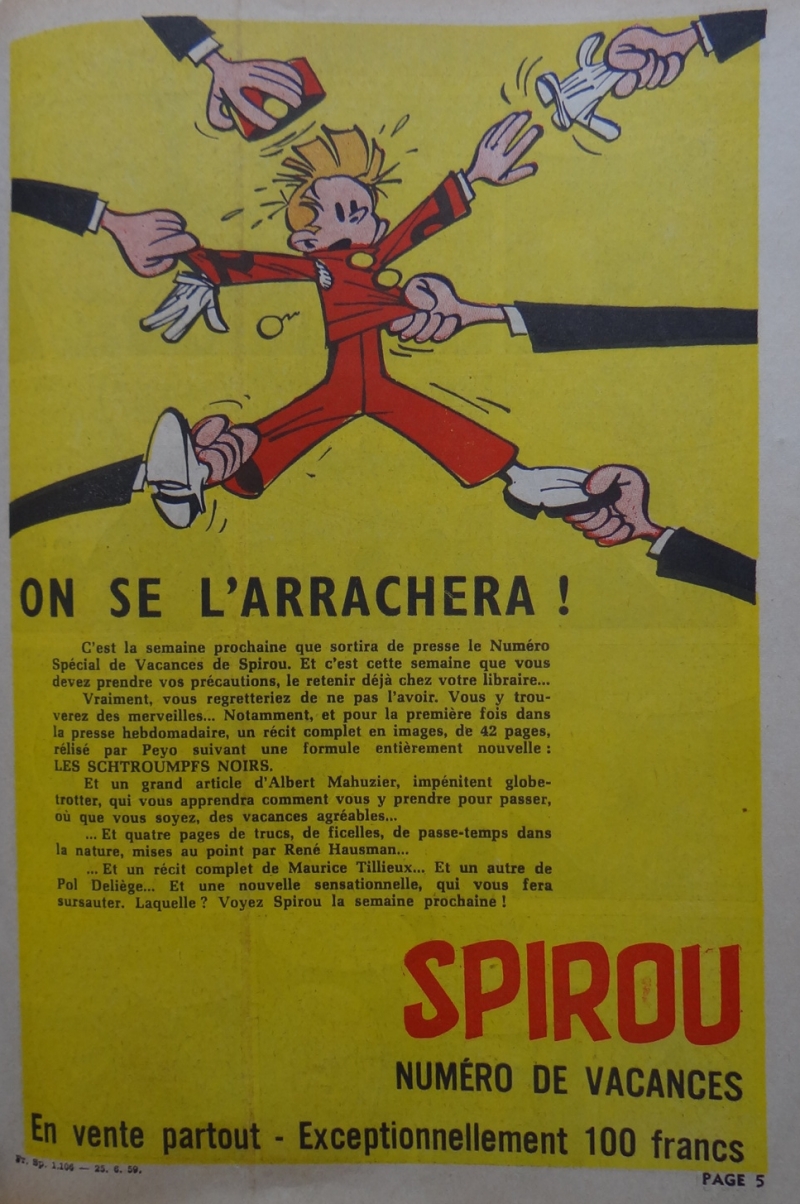 ON SE L'ARRACHERA !
C'est la semaine prochaine que sortira de presse le Numéro
Spécial de Vacances de Spirou. Et c'est cette semaine que vous
devez prendre vos précautions, le retenir déjà chez votre libraire...
Vraiment, vous regretteriez de ne pas l'avoir. Vous y trou-
verez des merveilles... Notamment, et pour la première fois dans
la presse hebdomadaire, un récit complet en images, de 42 pages,
rélisé par Peyo suivant une formule entièrement nouvelle :
LES SCHTROUMPFS NOIRS.
Et un grand article d'Albert Mahuzier, impénitent globe-
trotter, qui vous apprendra comment vous y prendre pour passer,
où que vous soyez, des vacances agréables...
... Et quatre pages de trucs, de ficelles, de passe-temps dans
la nature, mises au point par René Hausman...
... Et un récit complet de Maurice Tillieux... Et un autre de
Pol Deliège... Et une nouvelle sensationnelle, qui vous fera
sursauter. Laquelle ? Voyez Spirou la semaine prochaine !
SPIROU
NUMÉRO DE VACANCES
En vente partout - Exceptionnellement 100 francs
Fr. Sp. 1.106 — 25. 6. 59.
PAGE 5